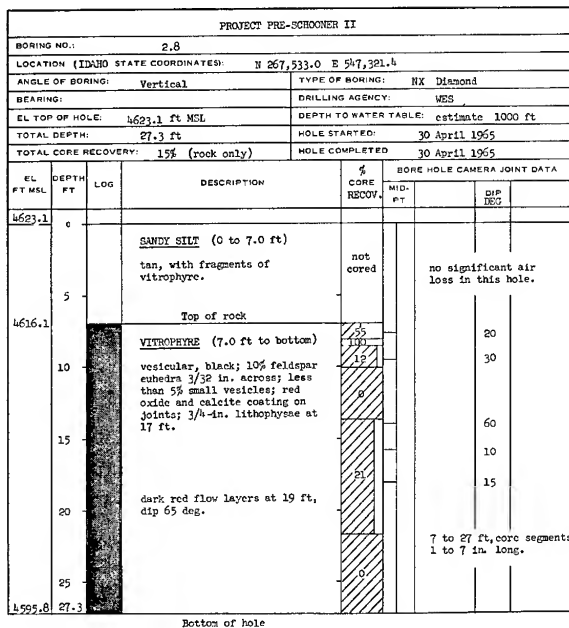 PROJECT PRE-SCHOONER II
BORING NO.: 2.8
LOCATION (IDAHO STATE COORDINATES): N 267,533.0 E 547,321.4
ANGLE OF BORING: Vertical TYPE OF BORING: NX Diamond
BEARING: DRILLING AGENCY: WES
EL TOP OF HOLE: 4623.1 ft MSL DEPTH TO WATER TABLE: estimate 1000 ft
TOTAL DEPTH: 27.3 ft HOLE STARTED: 30 April 1965
TOTAL CORE RECOVERY: 15% (rock only) HOLE COMPLETED 30 April 1965
EL FT MSL DEPTH FT LOG DESCRIPTION % CORE RECOV. BORE HOLE CAMERA JOINT DATA
MID-PT DIP DEG
4623.1 0
SANDY SILT (0 to 7.0 ft)
tan, with fragments of
vitrophyre.
not
cored
no significant air
loss in this hole.
5
Top of rock
4616.1
VITROPHYRE (7.0 ft to bottom)
55 20
100
12 30
10
vesicular, black; 10% feldspar
euhedra 3/32 in. across; less
than 5% small vesicles; red
oxide and calcite coating on
joints; 3/4-in. lithophysae at
17 ft.
0
60
15
10
21
15
dark red flow layers at 19 ft,
dip 65 deg.
20
7 to 27 ft, core segments
1 to 7 in. long.
25
0
4595.8 27.3
Bottom of hole